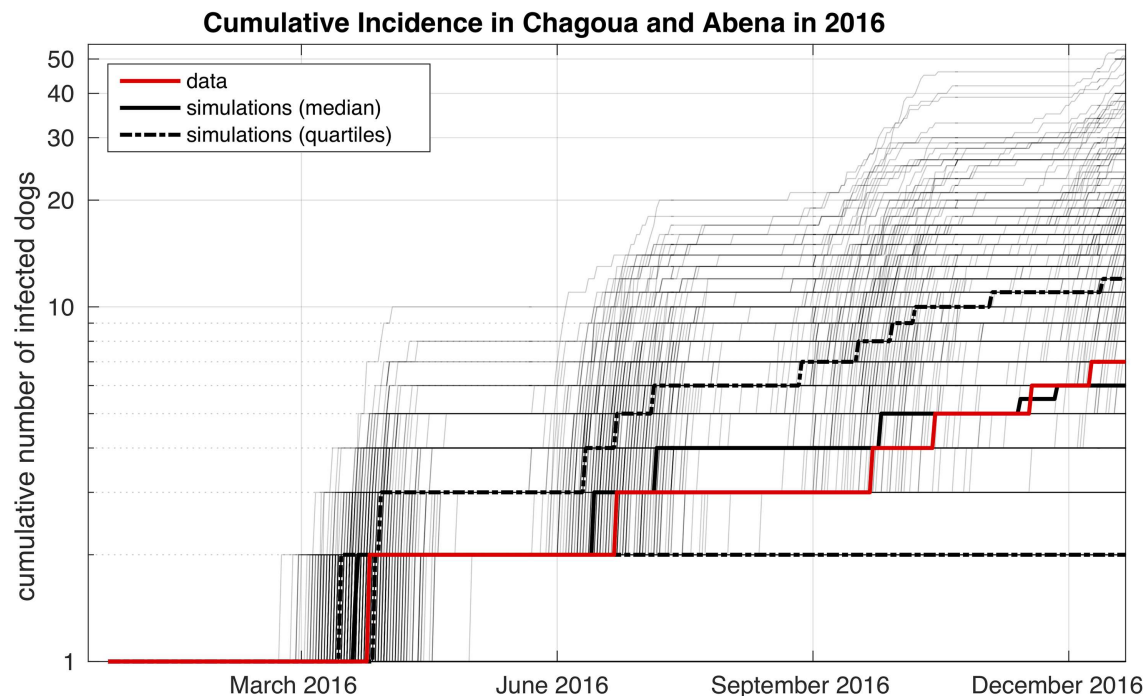 Cumulative Incidence in Chagoua and Abena in 2016
data
simulations (median)
simulations (quartiles)
cumulative number of infected dogs
50
40
30
20
10
1
March 2016
June 2016
September 2016
December 2016